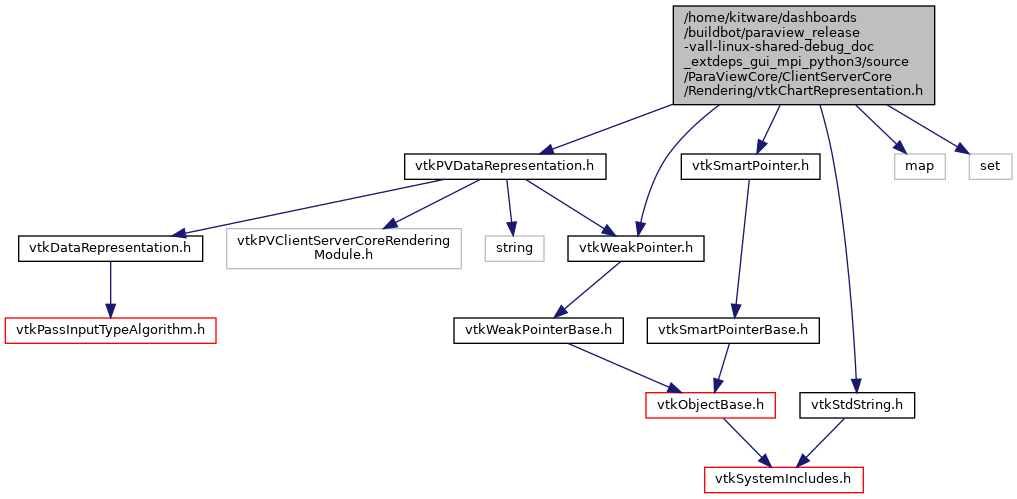 /home/kitware/dashboards
/buildbot/paraview_release
-vall-linux-shared-debug_doc
_extdeps_gui_mpi_python3/source
/ParaViewCore/ClientServerCore
/Rendering/vtkChartRepresentation.h
vtkPVDataRepresentation.h
vtkSmartPointer.h
map
set
vtkDataRepresentation.h
vtkPVClientServerCoreRendering
Module.h
string
vtkWeakPointer.h
vtkPassInputTypeAlgorithm.h
vtkWeakPointerBase.h
vtkSmartPointerBase.h
vtkObjectBase.h
vtkStdString.h
vtkSystemIncludes.h